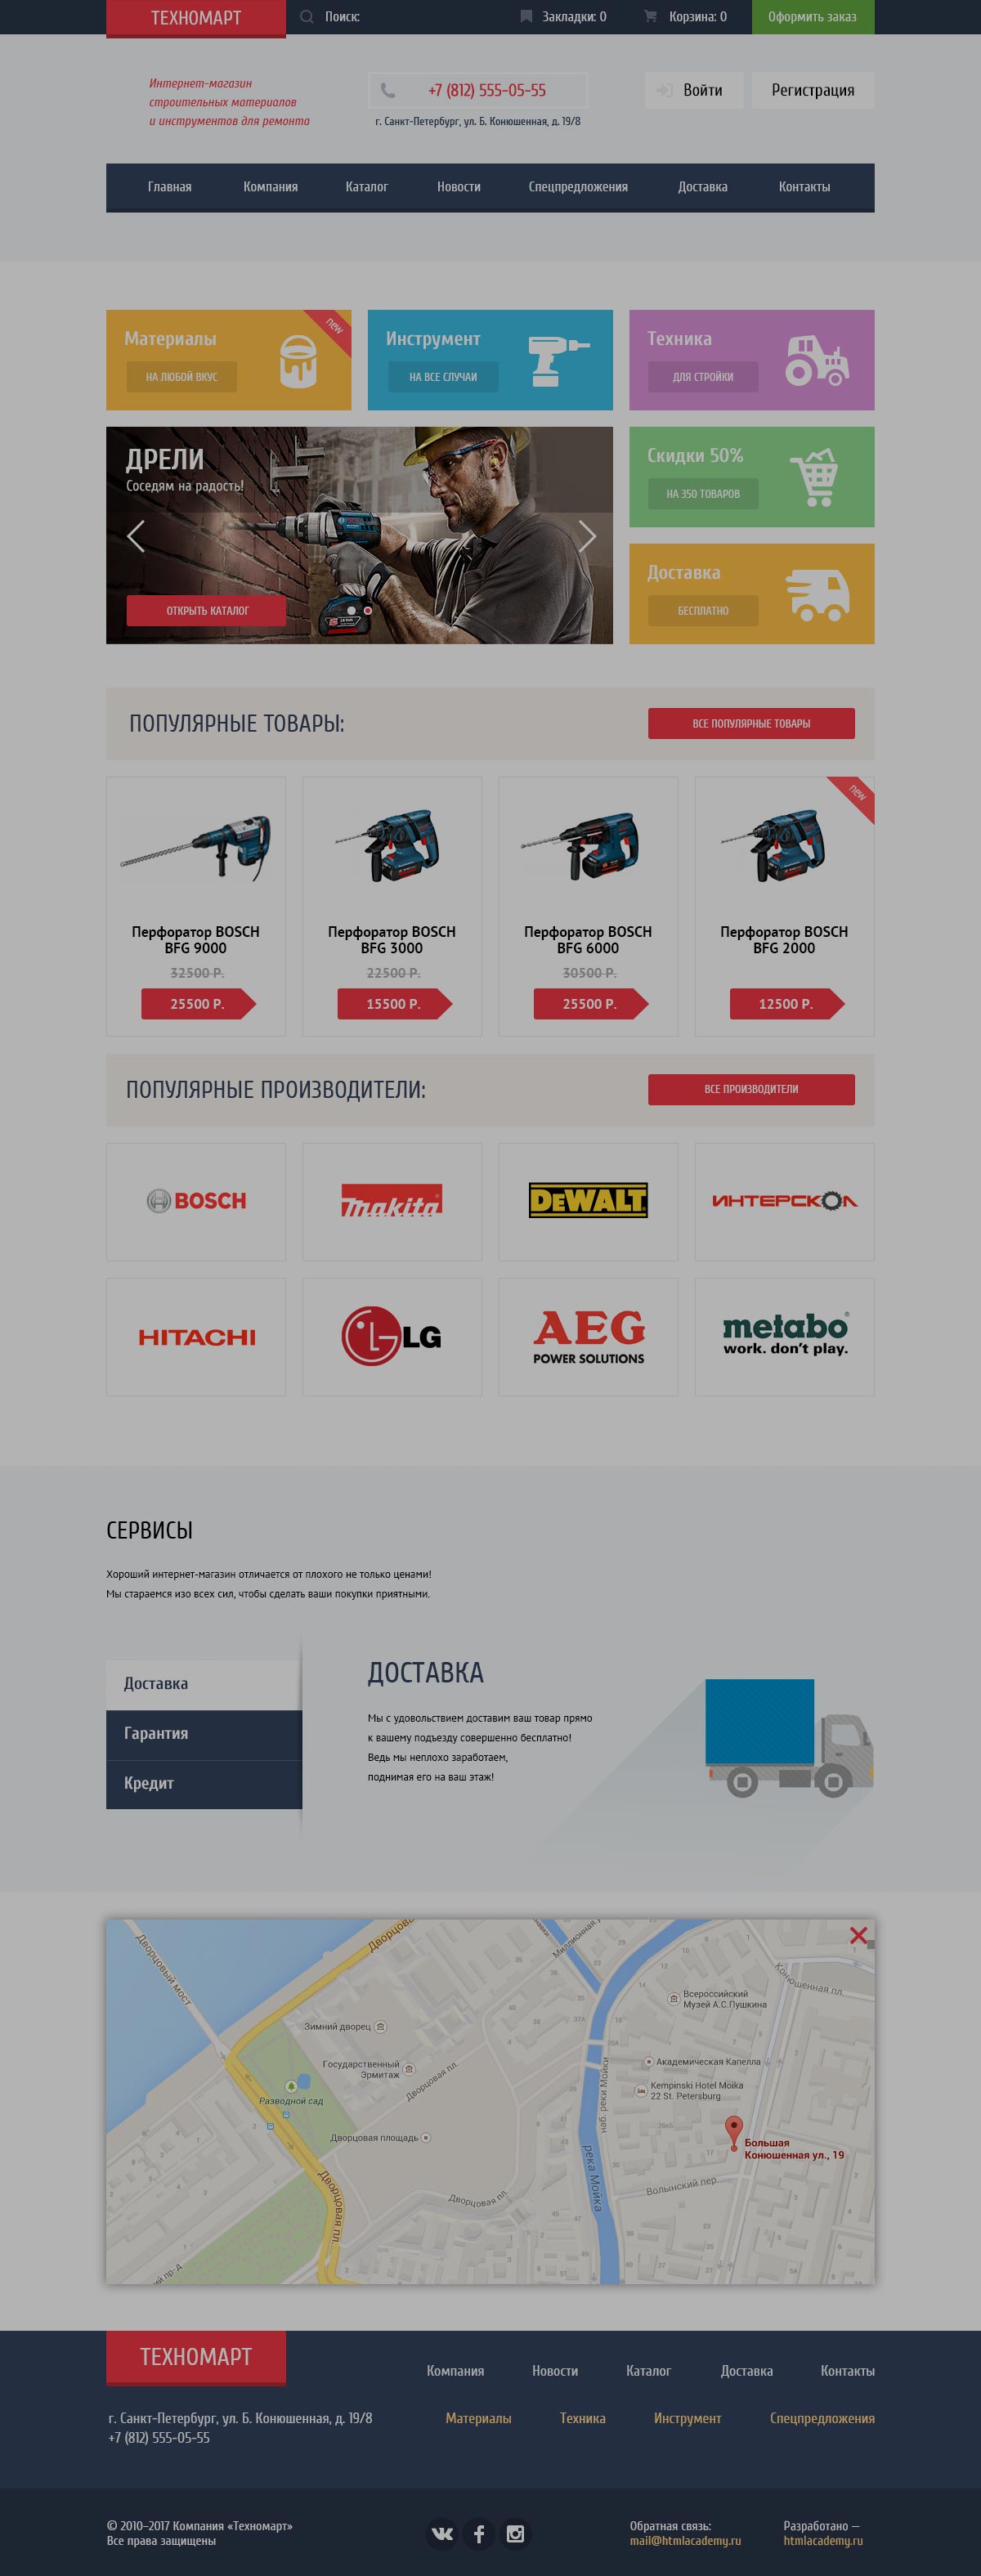 ТЕХНОМАРТ
Поиск:
Закладки: 0
Корзина: 0
Оформить заказ
Интернет-магазин
строительных материалов
и инструментов для ремонта
+7 (812) 555-05-55
г. Санкт-Петербург, ул. Б. Конюшенная, д. 19/8
Войти
Регистрация
Главная
Компания
Каталог
Новости
Спецпредложения
Доставка
Контакты
Материалы
НА ЛЮБОЙ ВКУС
new
Инструмент
НА ВСЕ СЛУЧАИ
Техника
ДЛЯ СТРОЙКИ
ДРЕЛИ
Соседям на радость!
ОТКРЫТЬ КАТАЛОГ
Скидки 50%
НА 350 ТОВАРОВ
Доставка
БЕСПЛАТНО
ПОПУЛЯРНЫЕ ТОВАРЫ:
ВСЕ ПОПУЛЯРНЫЕ ТОВАРЫ
new
Перфоратор BOSCH
BFG 9000
32500 Р.
25500 Р.
Перфоратор BOSCH
BFG 3000
22500 Р.
15500 Р.
Перфоратор BOSCH
BFG 6000
30500 Р.
25500 Р.
Перфоратор BOSCH
BFG 2000
12500 Р.
ПОПУЛЯРНЫЕ ПРОИЗВОДИТЕЛИ:
ВСЕ ПРОИЗВОДИТЕЛИ
BOSCH
makita
DEWALT
ИНТЕРСКОЛ
HITACHI
LG
AEG
POWER SOLUTIONS
metabo®
work. don't play.
СЕРВИСЫ
Хороший интернет-магазин отличается от плохого не только ценами!
Мы стараемся изо всех сил, чтобы сделать ваши покупки приятными.
Доставка
Гарантия
Кредит
ДОСТАВКА
Мы с удовольствием доставим ваш товар прямо
к вашему подъезду совершенно бесплатно!
Ведь мы неплохо заработаем,
поднимая его на ваш этаж!
Дворцовый мост
Миллионная
Конюшенная пл.
Всероссийский
Музей А.С.Пушкина
Зимний дворец
Государственный
Эрмитаж
Дворцовая пл.
Академическая Капелла
Kempinski Hotel Moika
22 St. Petersburg
Разводной сад
наб. реки Мойки
Дворцовая площадь
Большая
Конюшенная ул., 19
река Мойка
Волынский пер.
Дворцовая пл.
Дворцовая пл.
ТЕХНОМАРТ
Компания
Новости
Каталог
Доставка
Контакты
г. Санкт-Петербург, ул. Б. Конюшенная, д. 19/8
+7 (812) 555-05-55
Материалы
Техника
Инструмент
Спецпредложения
© 2010–2017 Компания «Техномарт»
Все права защищены
Обратная связь:
mail@htmlacademy.ru
Разработано —
htmlacademy.ru